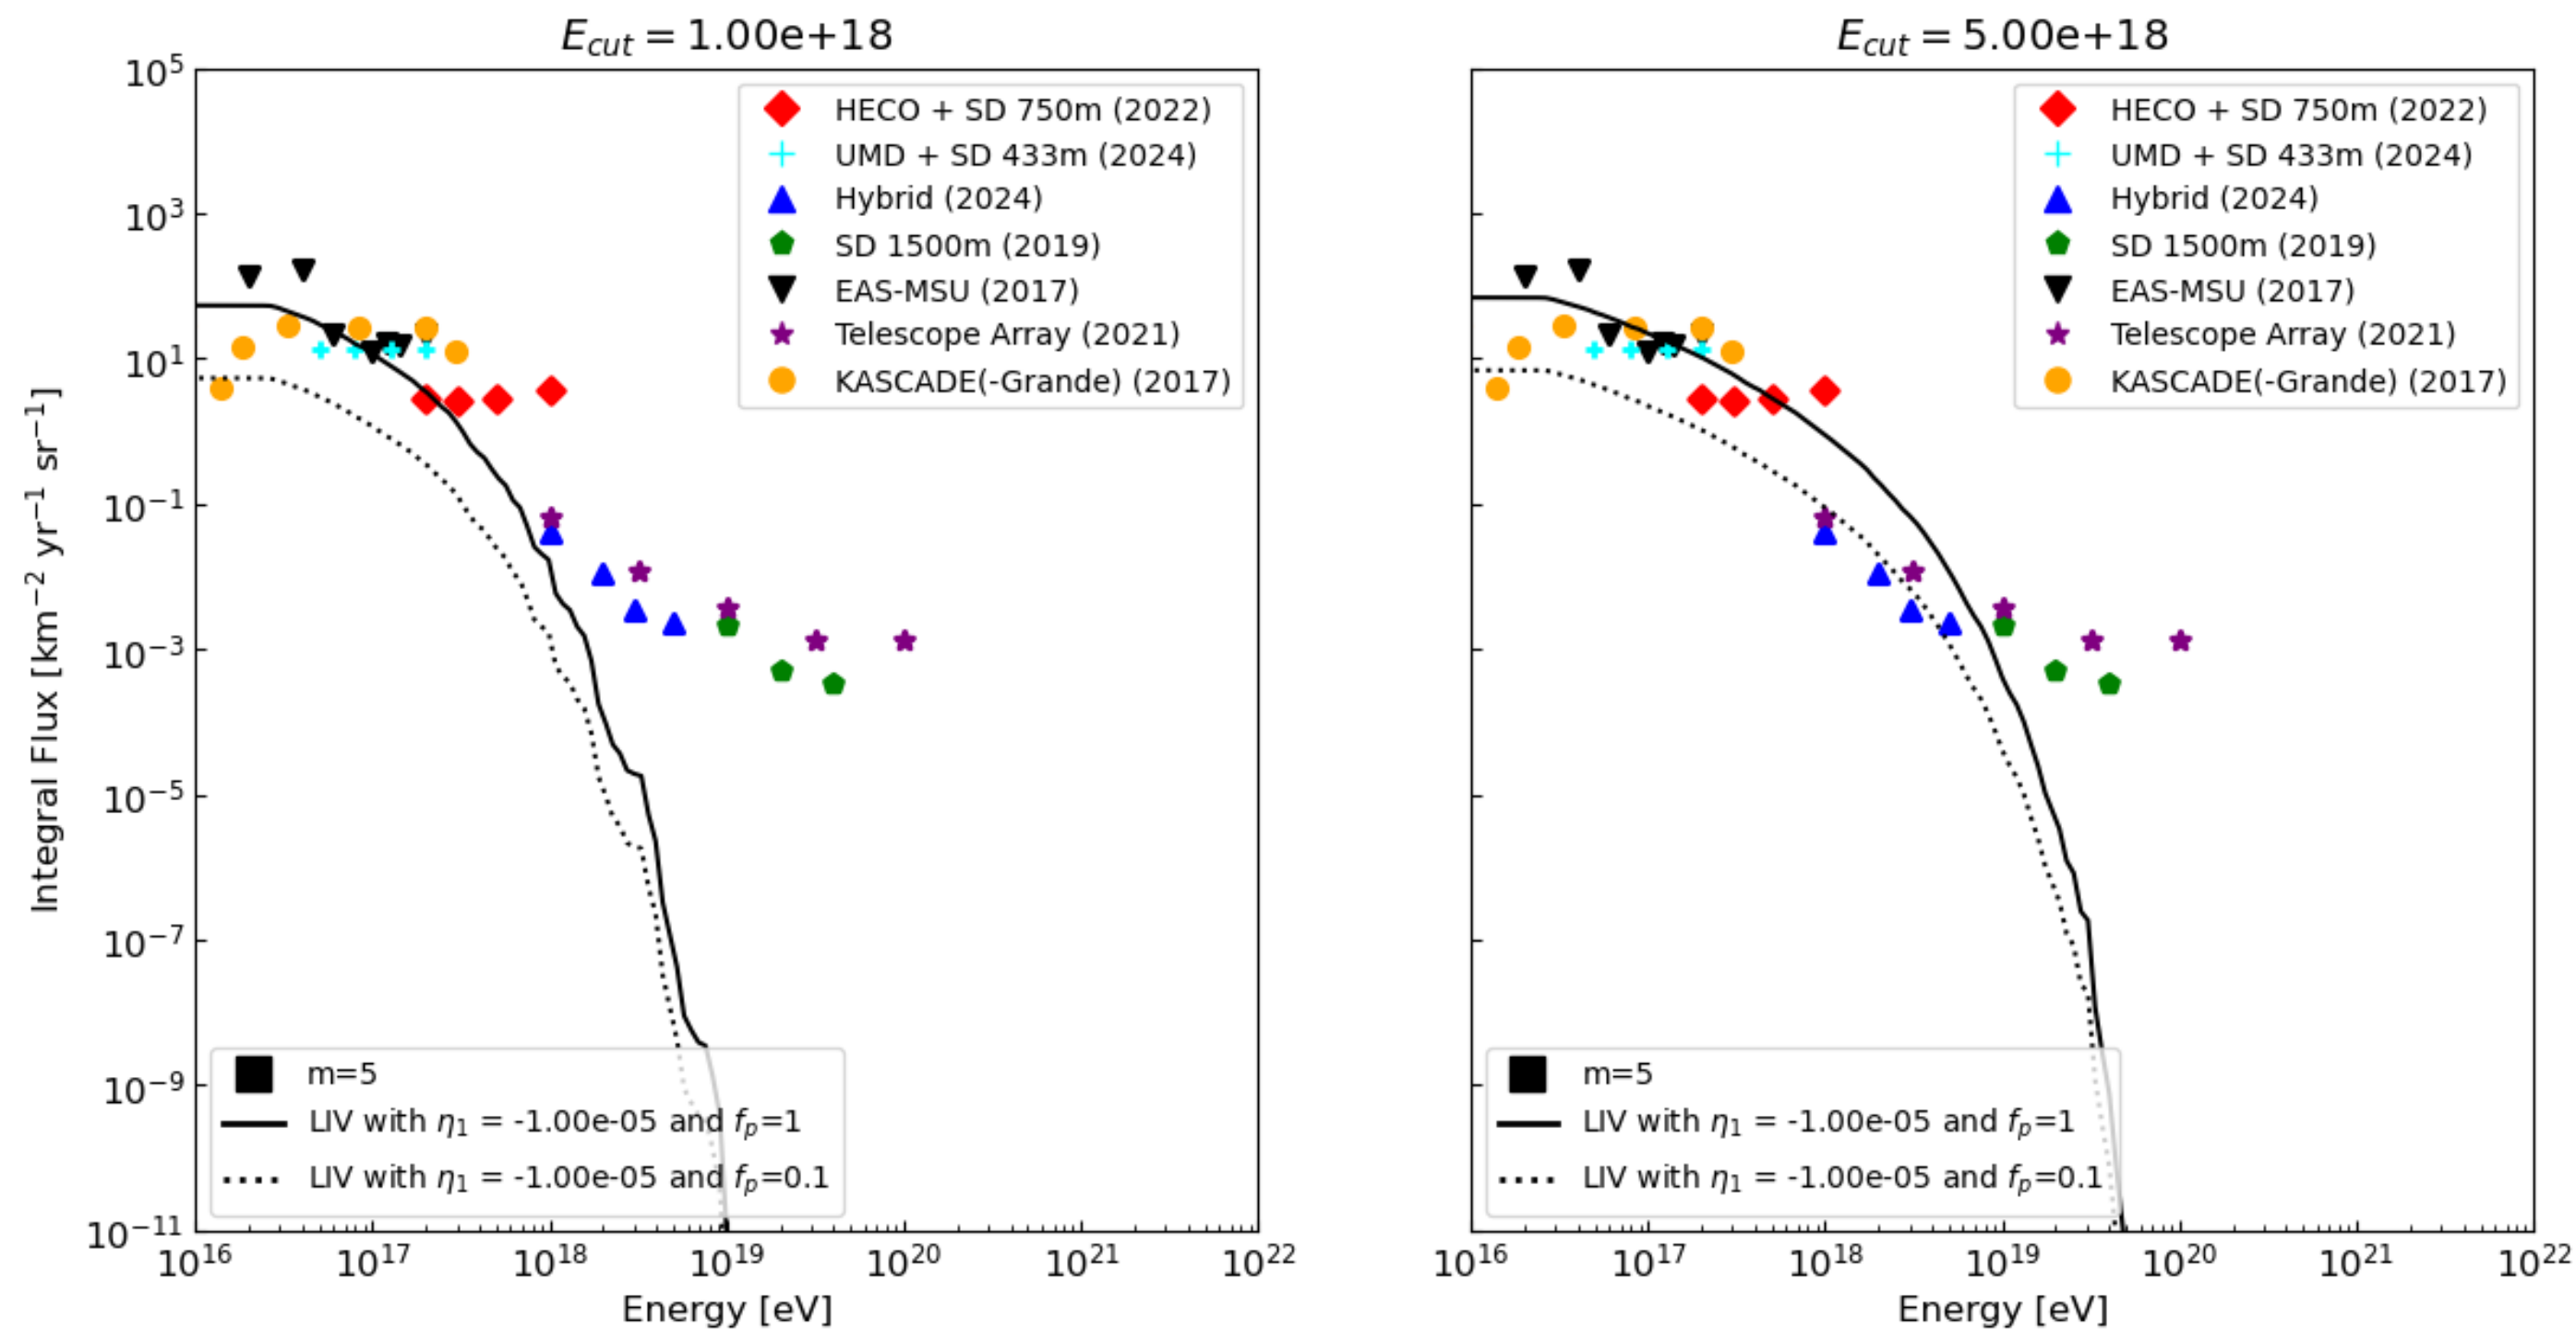 E_cut = 1.00e+18
10^5
10^3
10^1
10^−1
10^−3
10^−5
10^−7
10^−9
10^−11
Integral Flux [km^−2 yr^−1 sr^−1]
HECO + SD 750m (2022)
UMD + SD 433m (2024)
Hybrid (2024)
SD 1500m (2019)
EAS-MSU (2017)
Telescope Array (2021)
KASCADE(-Grande) (2017)
m=5
LIV with η_1 = -1.00e-05 and f_p=1
LIV with η_1 = -1.00e-05 and f_p=0.1
10^16 10^17 10^18 10^19 10^20 10^21 10^22
Energy [eV]
E_cut = 5.00e+18
HECO + SD 750m (2022)
UMD + SD 433m (2024)
Hybrid (2024)
SD 1500m (2019)
EAS-MSU (2017)
Telescope Array (2021)
KASCADE(-Grande) (2017)
m=5
LIV with η_1 = -1.00e-05 and f_p=1
LIV with η_1 = -1.00e-05 and f_p=0.1
10^16 10^17 10^18 10^19 10^20 10^21 10^22
Energy [eV]